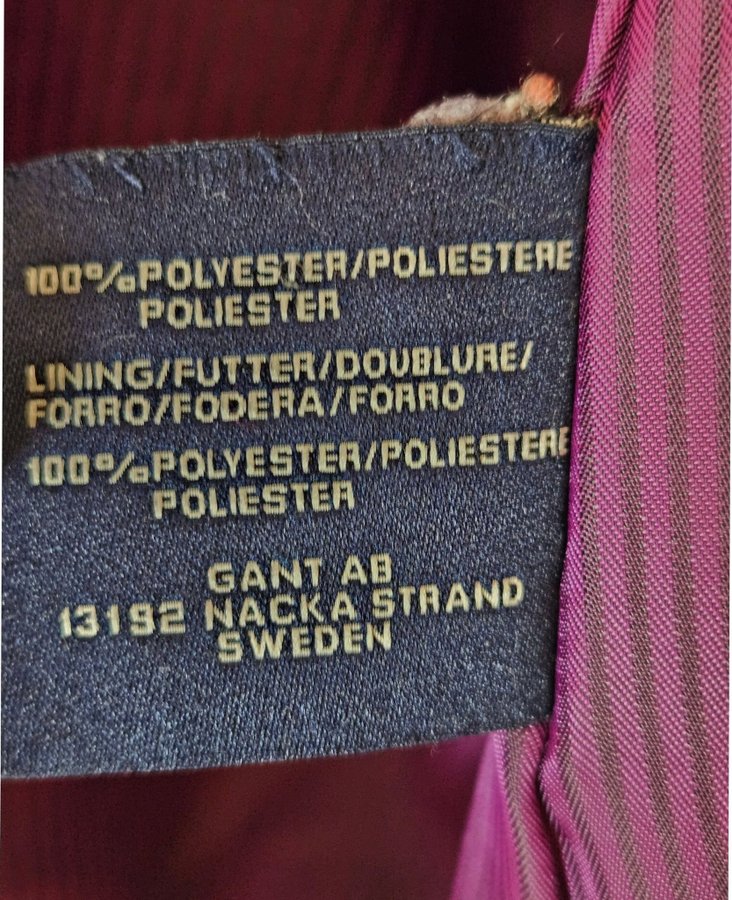 100%POLYESTER/POLIESTERE
POLIESTER
LINING/FUTTER/DOUBLURE/
FORRO/FODERA/FORRO
100%POLYESTER/POLIESTERE
POLIESTER
GANT AB
13192 NACKA STRAND
SWEDEN